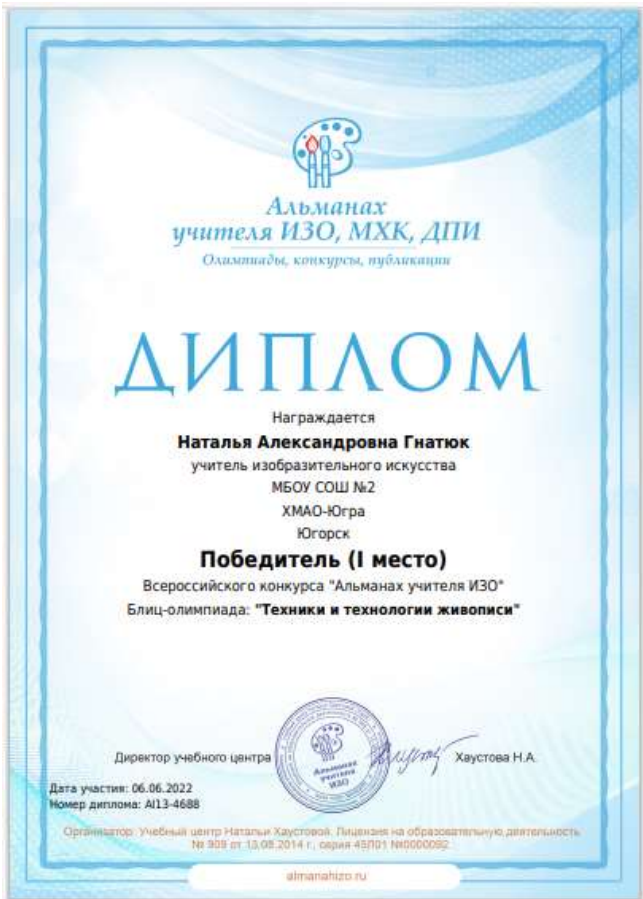 Альманах
учителя ИЗО, МХК, ДПИ
Олимпиады, конкурсы, публикации
ДИПЛОМ
Награждается
Наталья Александровна Гнатюк
учитель изобразительного искусства
МБОУ СОШ №2
ХМАО-Югра
Югорск
Победитель (I место)
Всероссийского конкурса "Альманах учителя ИЗО"
Блиц-олимпиада: "Техники и технологии живописи"
Альманах
учителя
ИЗО
Директор учебного центра
Хаустова Н.А.
Дата участия: 06.06.2022
Номер диплома: AI13-4688
Организатор: Учебный центр Натальи Хаустовой. Лицензия на образовательную деятельность
№ 909 от 13.08.2014 г., серия 45Л01 №0000092
almanahizo.ru